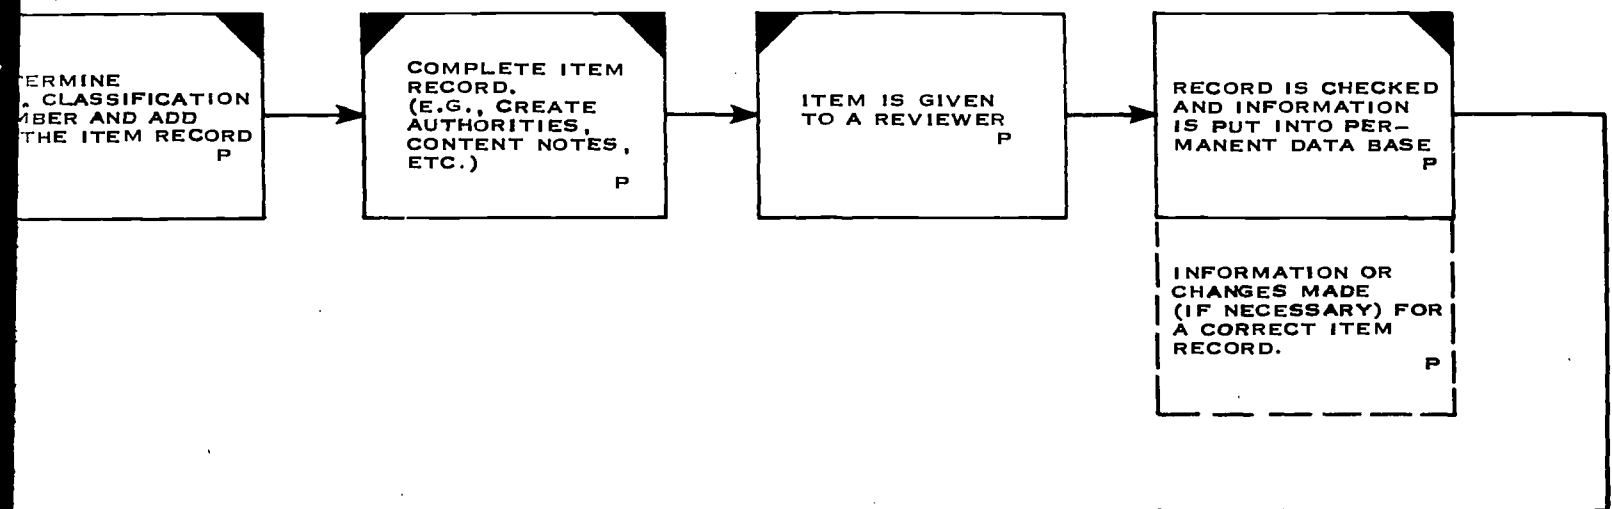 ERMINE
CLASSIFICATION
BER AND ADD
THE ITEM RECORD
P
COMPLETE ITEM
RECORD.
(E.G., CREATE
AUTHORITIES,
CONTENT NOTES,
ETC.)
P
ITEM IS GIVEN
TO A REVIEWER
P
RECORD IS CHECKED
AND INFORMATION
IS PUT INTO PER-
MANENT DATA BASE
P
INFORMATION OR
CHANGES MADE
(IF NECESSARY) FOR
A CORRECT ITEM
RECORD.
P